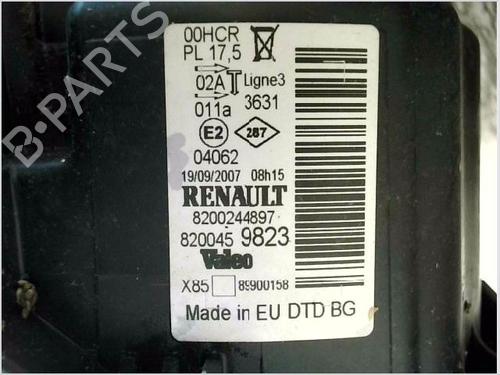 00HCR
PL 17,5
02A Ligne3
011a 3631
E2 287
04062
19/09/2007 08h15
RENAULT
8200244897
820045 9823
Valeo
X85 89900158
Made in EU DTD BG